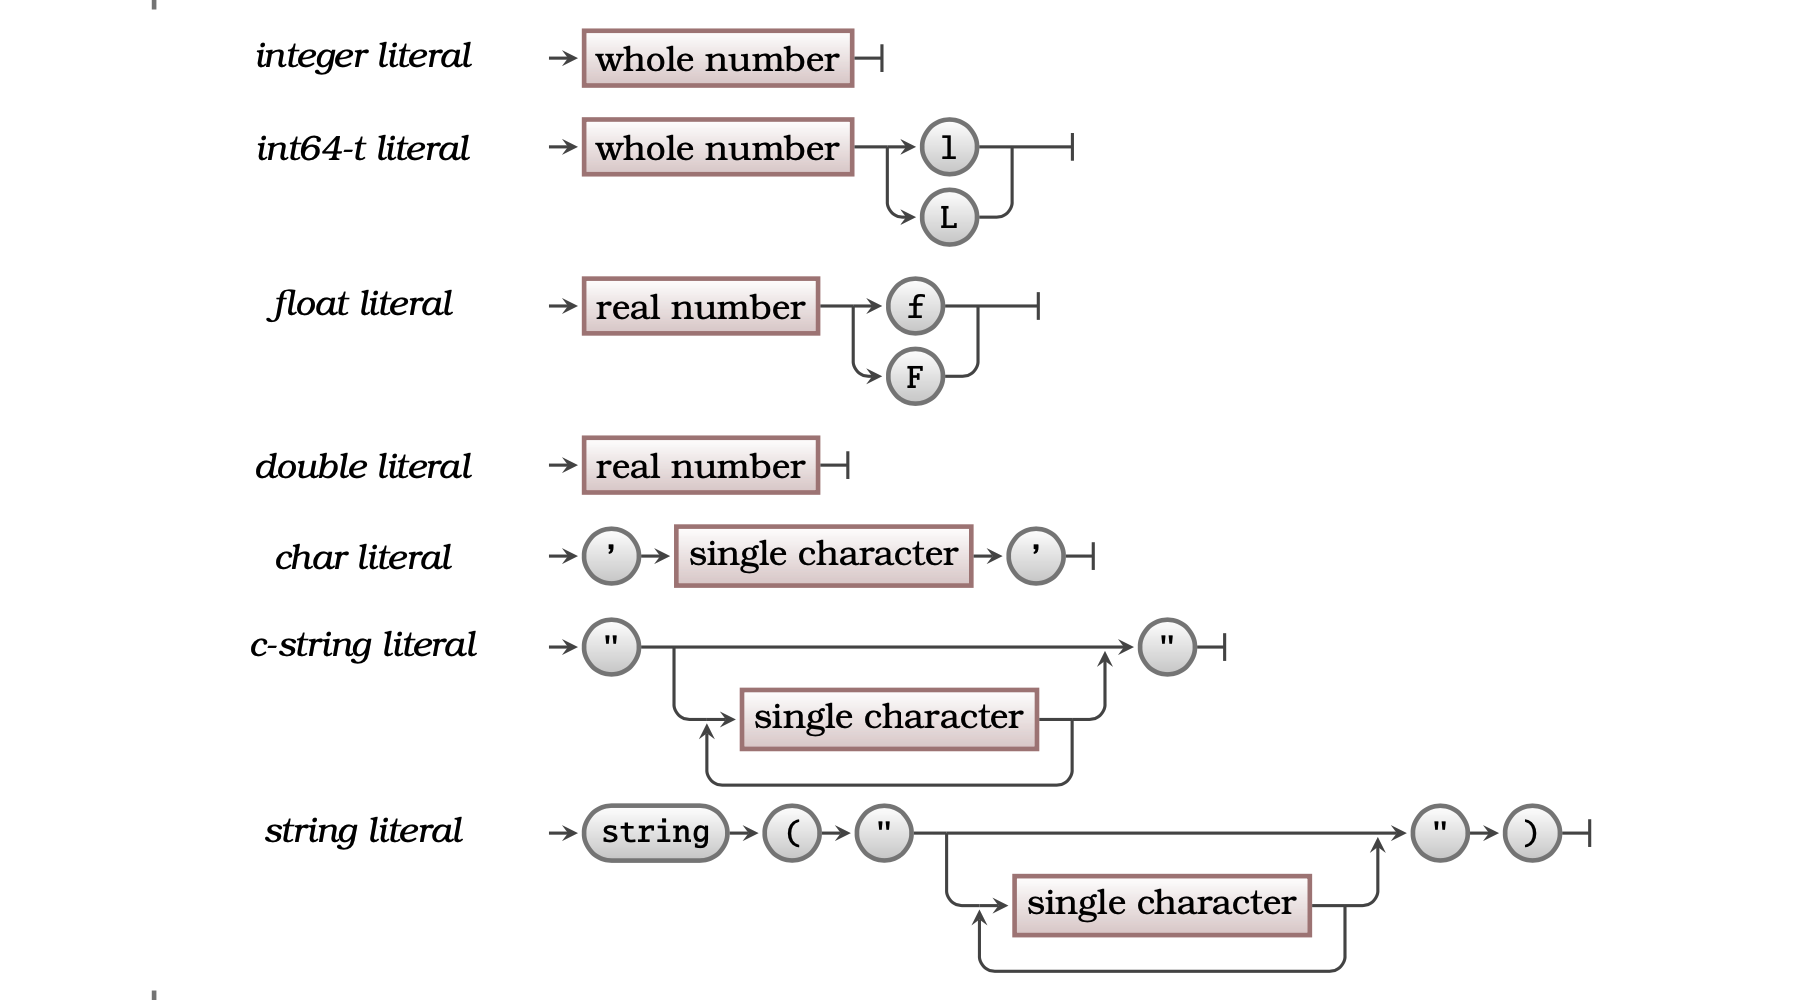 integer literal whole number
int64-t literal whole number l
L
float literal real number f
F
double literal real number
char literal ’ single character ’
c-string literal " "
single character
string literal string ( " " )
single character